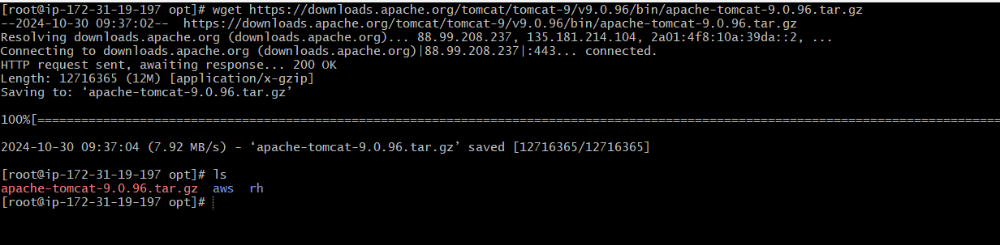 [root@ip-172-31-19-197 opt]# wget https://downloads.apache.org/tomcat/tomcat-9/v9.0.96/bin/apache-tomcat-9.0.96.tar.gz
--2024-10-30 09:37:02--  https://downloads.apache.org/tomcat/tomcat-9/v9.0.96/bin/apache-tomcat-9.0.96.tar.gz
Resolving downloads.apache.org (downloads.apache.org)... 88.99.208.237, 135.181.214.104, 2a01:4f8:10a:39da::2, ...
Connecting to downloads.apache.org (downloads.apache.org)|88.99.208.237|:443... connected.
HTTP request sent, awaiting response... 200 OK
Length: 12716365 (12M) [application/x-gzip]
Saving to: ‘apache-tomcat-9.0.96.tar.gz’
100%[====================================================================================================================================
2024-10-30 09:37:04 (7.92 MB/s) - ‘apache-tomcat-9.0.96.tar.gz’ saved [12716365/12716365]
[root@ip-172-31-19-197 opt]# ls
apache-tomcat-9.0.96.tar.gz  aws  rh
[root@ip-172-31-19-197 opt]#